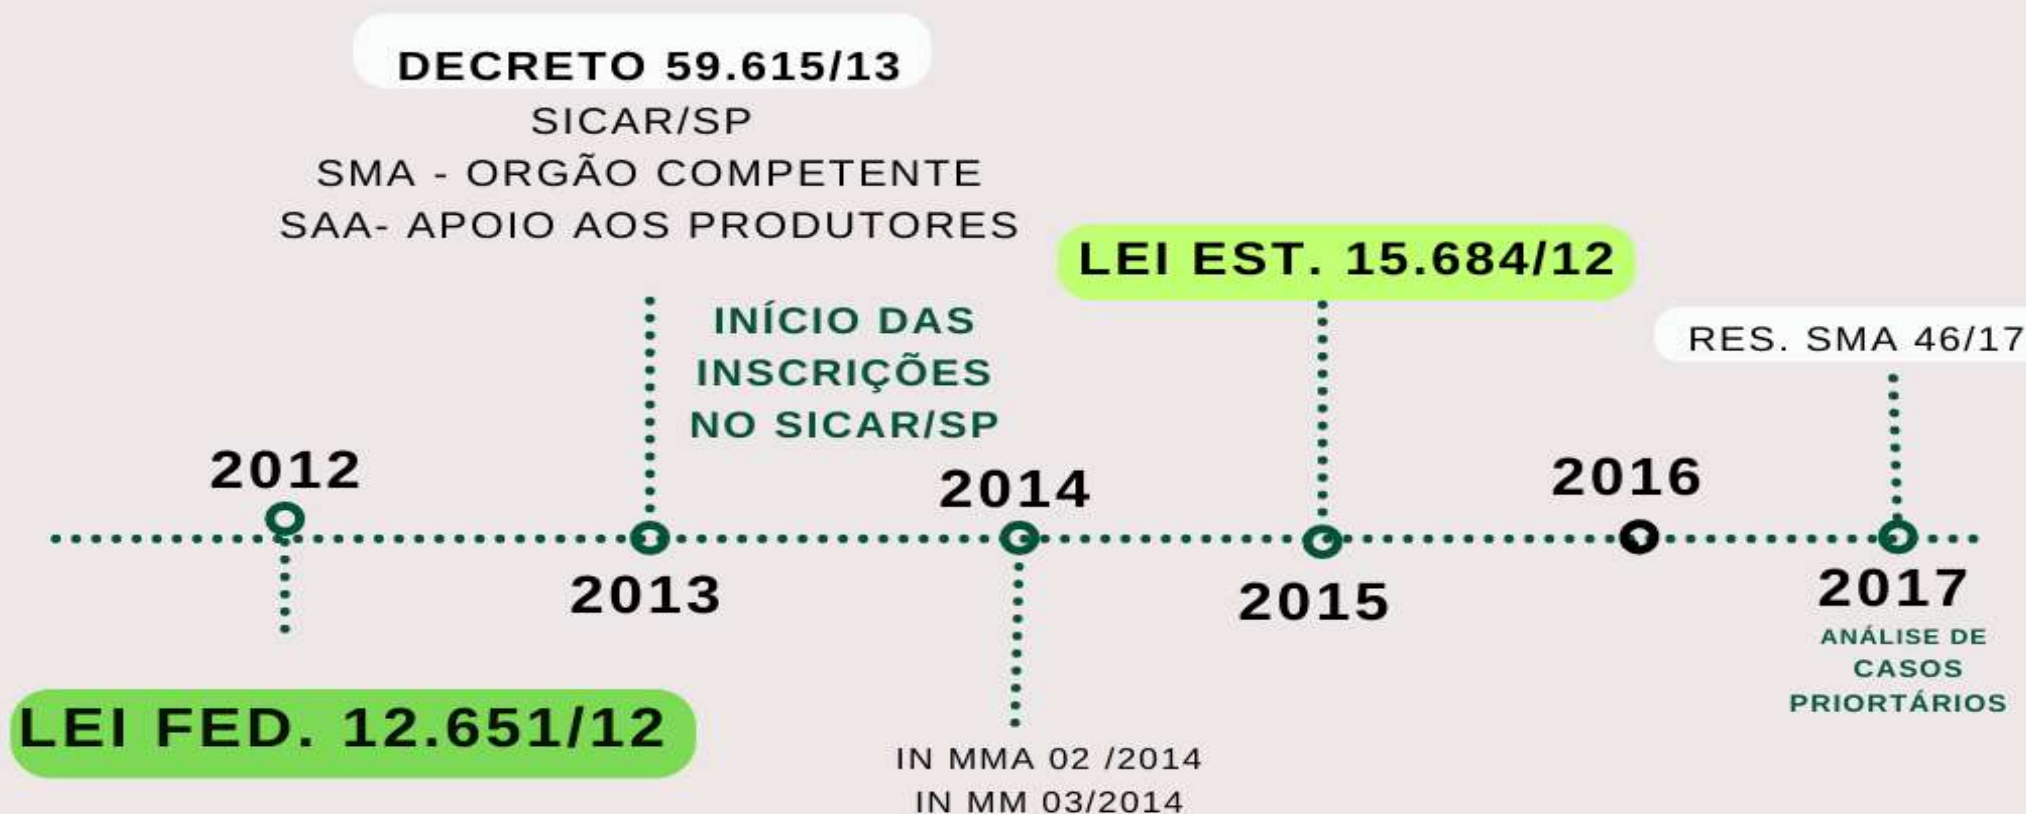 DECRETO 59.615/13
SICAR/SP
SMA - ORGÃO COMPETENTE
SAA- APOIO AOS PRODUTORES
LEI EST. 15.684/12
INÍCIO DAS
INSCRIÇÕES
NO SICAR/SP
RES. SMA 46/17
2012
2014
2016
2013
2015
2017
ANÁLISE DE
CASOS
PRIORTÁRIOS
LEI FED. 12.651/12
IN MMA 02 /2014
IN MM 03/2014